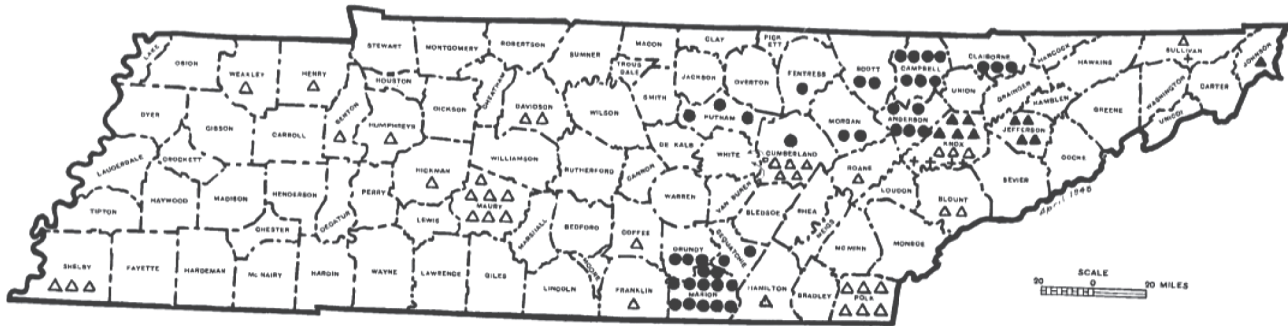 LAKE
OBION
WEAKLEY
HENRY
STEWART
MONTGOMERY
ROBERTSON
SUMNER
MACON
TROUS
DALE
CLAY
PICK
ETT
SCOTT
CAMPBELL
CLAIBORNE
HANCOCK
HAWKINS
SULLIVAN
JOHNSON
HOUSTON
BENTON
HUMPHREYS
DICKSON
CHEATHAM
DAVIDSON
WILSON
SMITH
JACKSON
OVERTON
FENTRESS
MORGAN
ANDERSON
UNION
GRAINGER
HAMBLEN
GREENE
WASHINGTON
CARTER
UNICOI
DYER
GIBSON
CARROLL
PUTNAM
KNOX
JEFFERSON
COCKE
LAUDERDALE
CROCKETT
HAYWOOD
MADISON
HENDERSON
DECATUR
PERRY
HICKMAN
WILLIAMSON
RUTHERFORD
CANNON
DE KALB
WHITE
CUMBERLAND
ROANE
LOUDON
BLOUNT
SEVIER
TIPTON
CHESTER
LEWIS
MAURY
MARSHALL
BEDFORD
COFFEE
WARREN
VAN BUREN
BLEDSOE
RHEA
MEIGS
MCMINN
MONROE
SHELBY
FAYETTE
HARDEMAN
Mc NAIRY
HARDIN
WAYNE
LAWRENCE
GILES
LINCOLN
MOORE
FRANKLIN
GRUNDY
SEQUATCHIE
MARION
HAMILTON
BRADLEY
POLK
SCALE
20 0 20 MILES